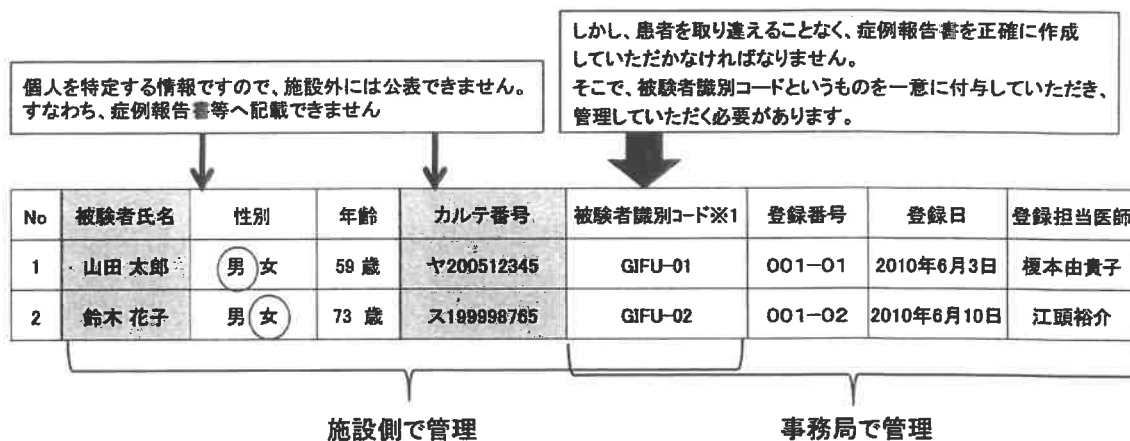 しかし、患者を取り違えることなく、症例報告書を正確に作成
していただかなければなりません。
そこで、被験者識別コードというものを一意に付与していただき、
管理していただく必要があります。
個人を特定する情報ですので、施設外には公表できません。
すなわち、症例報告書等へ記載できません
No 被験者氏名 性別 年齢 カルテ番号 被験者識別コード※1 登録番号 登録日 登録担当医師
1 山田 太郎 男 女 59 歳 ヤ200512345 GIFU-01 001-01 2010年6月3日 榎本由貴子
2 鈴木 花子 男 女 73 歳 ス199998765 GIFU-02 001-02 2010年6月10日 江頭裕介
施設側で管理 事務局で管理